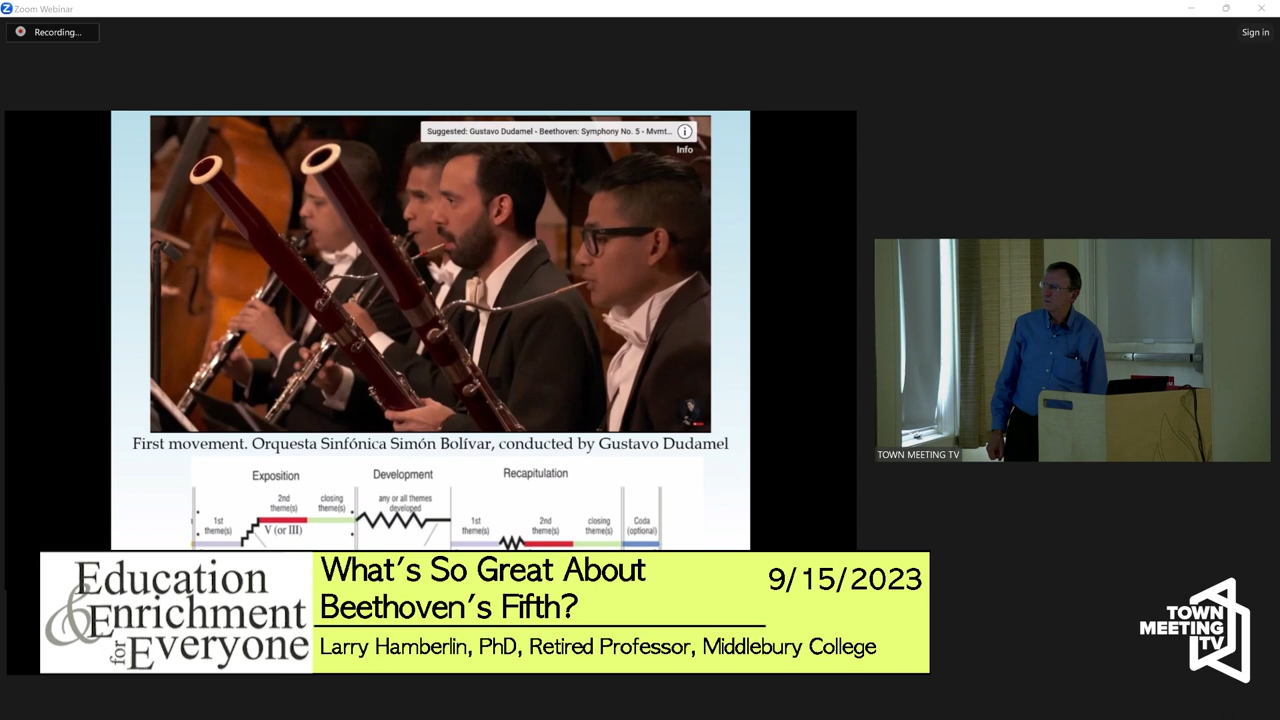 Zoom Webinar
Recording...
Sign in
Suggested: Gustavo Dudamel - Beethoven: Symphony No. 5 - Mvmt...
Info
First movement. Orquesta Sinfónica Simón Bolívar, conducted by Gustavo Dudamel
Exposition
Development
Recapitulation
1st
theme(s)
2nd
theme(s)
V (or III)
closing
theme(s)
any or all themes
developed
1st
theme(s)
2nd
theme(s)
closing
theme(s)
Coda
(optional)
TOWN MEETING TV
Education
& Enrichment
for Everyone
What's So Great About
Beethoven's Fifth?
9/15/2023
Larry Hamberlin, PhD, Retired Professor, Middlebury College
TOWN
MEETING
TV